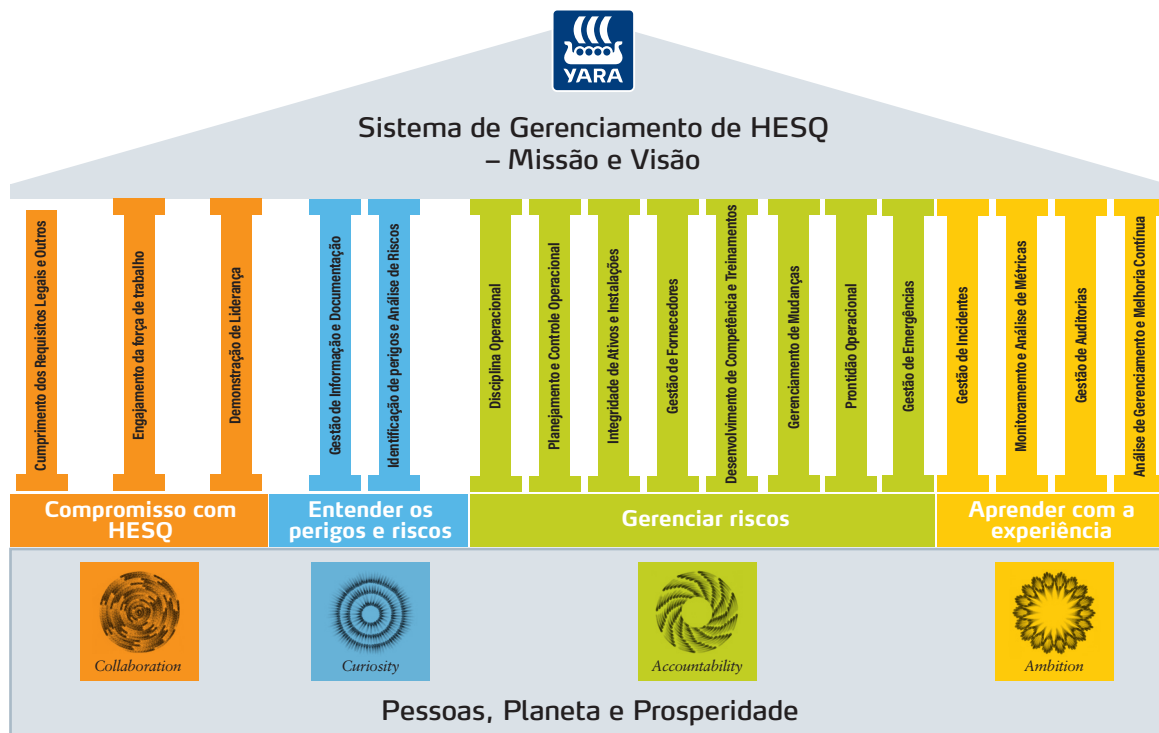 YARA
Sistema de Gerenciamento de HESQ
– Missão e Visão
Cumprimento dos Requisitos Legais e Outros
Engajamento da força de trabalho
Demonstração de Liderança
Gestão de Informação e Documentação
Identificação de perigos e Análise de Riscos
Disciplina Operacional
Planejamento e Controle Operacional
Integridade de Ativos e Instalações
Gestão de Fornecedores
Desenvolvimento de Competência e Treinamentos
Gerenciamento de Mudanças
Prontidão Operacional
Gestão de Emergências
Gestão de Incidentes
Monitoramemto e Análise de Métricas
Gestão de Auditorias
Análise de Gerenciamento e Melhoria Contínua
Compromisso com
HESQ
Entender os
perigos e riscos
Gerenciar riscos
Aprender com a
experiência
Collaboration
Curiosity
Accountability
Ambition
Pessoas, Planeta e Prosperidade